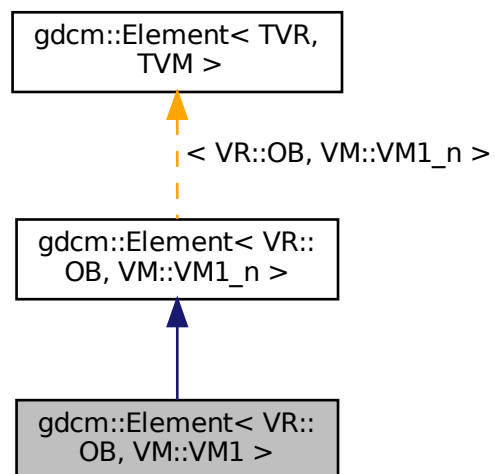 gdcm::Element< TVR,
TVM >
< VR::OB, VM::VM1_n >
gdcm::Element< VR::
OB, VM::VM1_n >
gdcm::Element< VR::
OB, VM::VM1 >